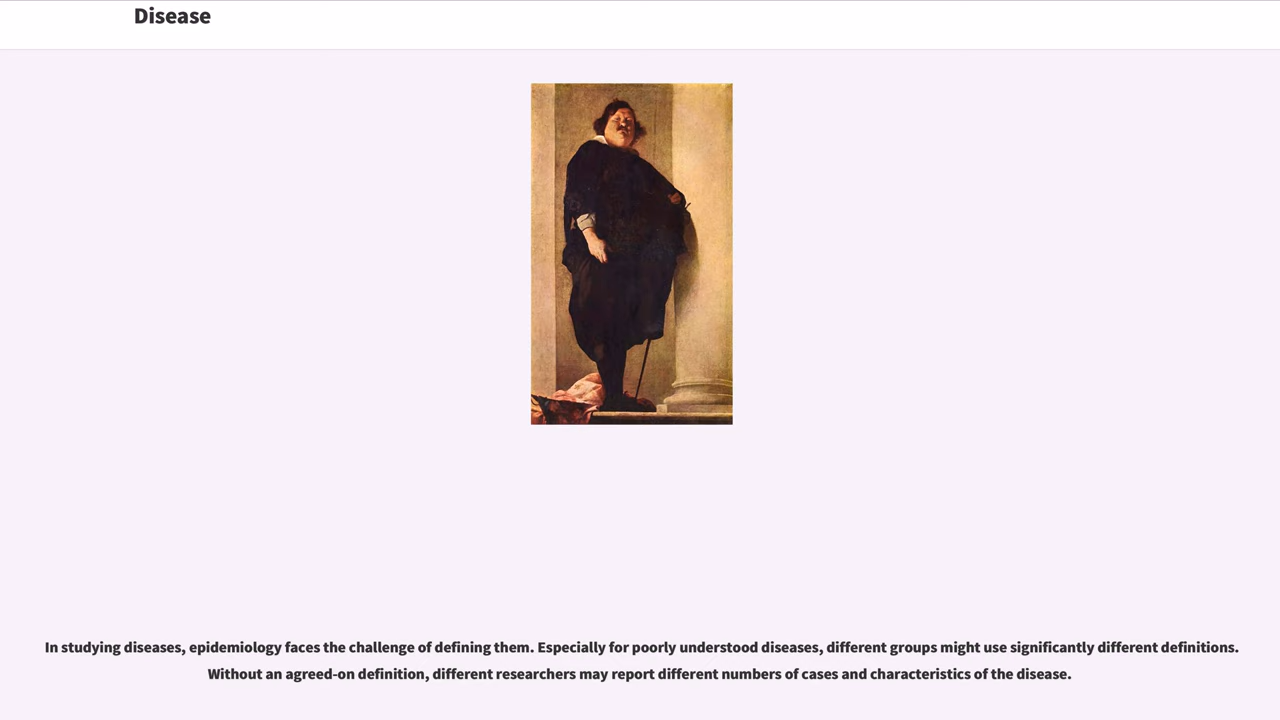 Disease
In studying diseases, epidemiology faces the challenge of defining them. Especially for poorly understood diseases, different groups might use significantly different definitions.
Without an agreed-on definition, different researchers may report different numbers of cases and characteristics of the disease.